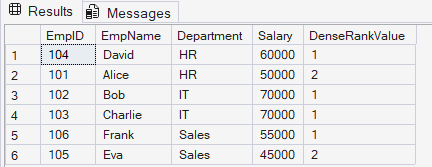 Results Messages
EmpID EmpName Department Salary DenseRankValue
1 104 David HR 60000 1
2 101 Alice HR 50000 2
3 102 Bob IT 70000 1
4 103 Charlie IT 70000 1
5 106 Frank Sales 55000 1
6 105 Eva Sales 45000 2